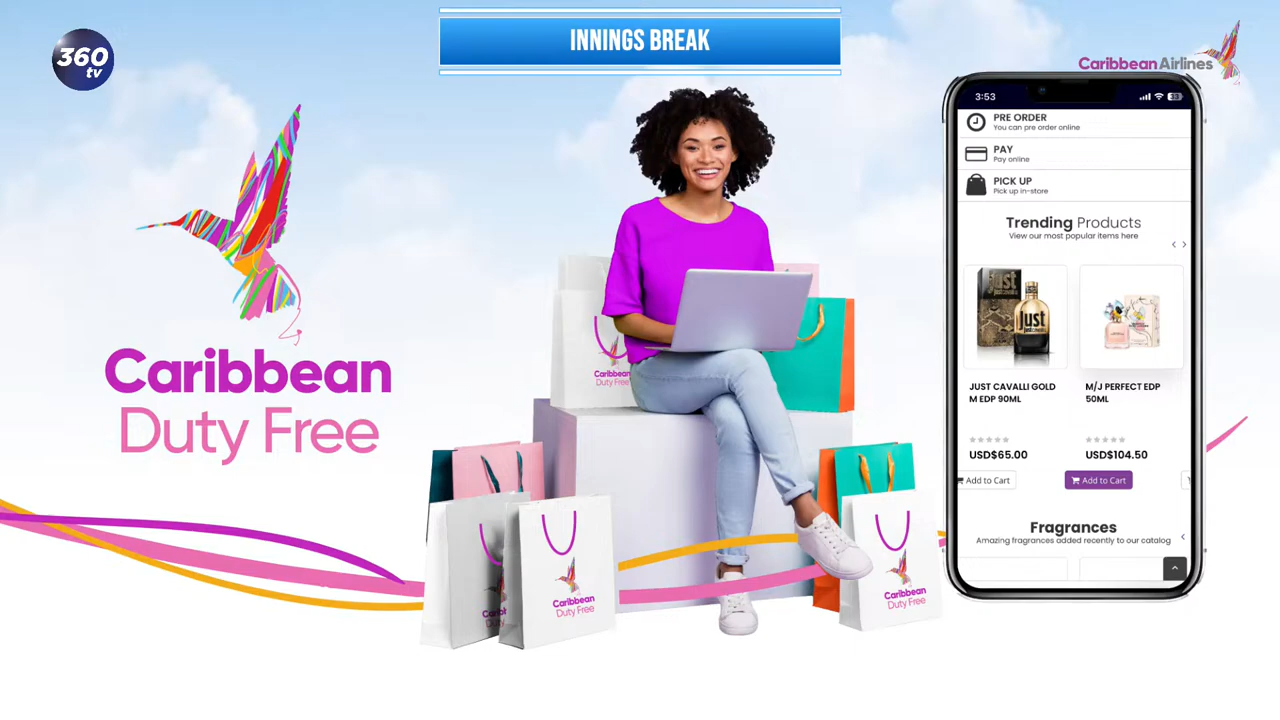 INNINGS BREAK
360
tv
Caribbean Airlines
Caribbean
Duty Free
Caribbean
Duty Free
Caribbean
Duty Free
Caribbean
Duty Free
3:53
33
PRE ORDER
You can pre order online
PAY
Pay online
PICK UP
Pick up in-store
Trending Products
View our most popular items here
JUST CAVALLI GOLD
M EDP 90ML
M/J PERFECT EDP
50ML
USD$65.00
USD$104.50
Add to Cart
Add to Cart
Fragrances
Amazing fragrances added recently to our catalog
just
just